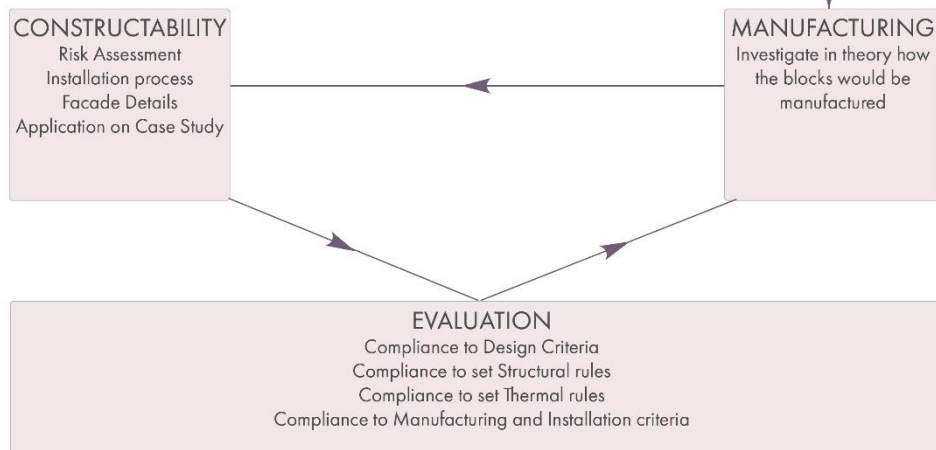 CONSTRUCTABILITY
Risk Assessment
Installation process
Facade Details
Application on Case Study
MANUFACTURING
Investigate in theory how
the blocks would be
manufactured
EVALUATION
Compliance to Design Criteria
Compliance to set Structural rules
Compliance to set Thermal rules
Compliance to Manufacturing and Installation criteria